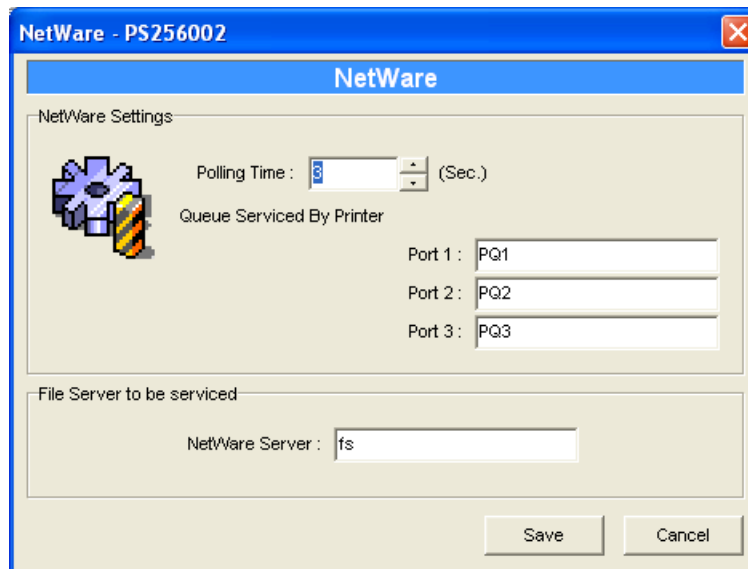 NetWare - PS256002
NetWare
NetWare Settings
Polling Time : 3 (Sec.)
Queue Serviced By Printer
Port 1 : PQ1
Port 2 : PQ2
Port 3 : PQ3
File Server to be serviced
NetWare Server : fs
Save Cancel